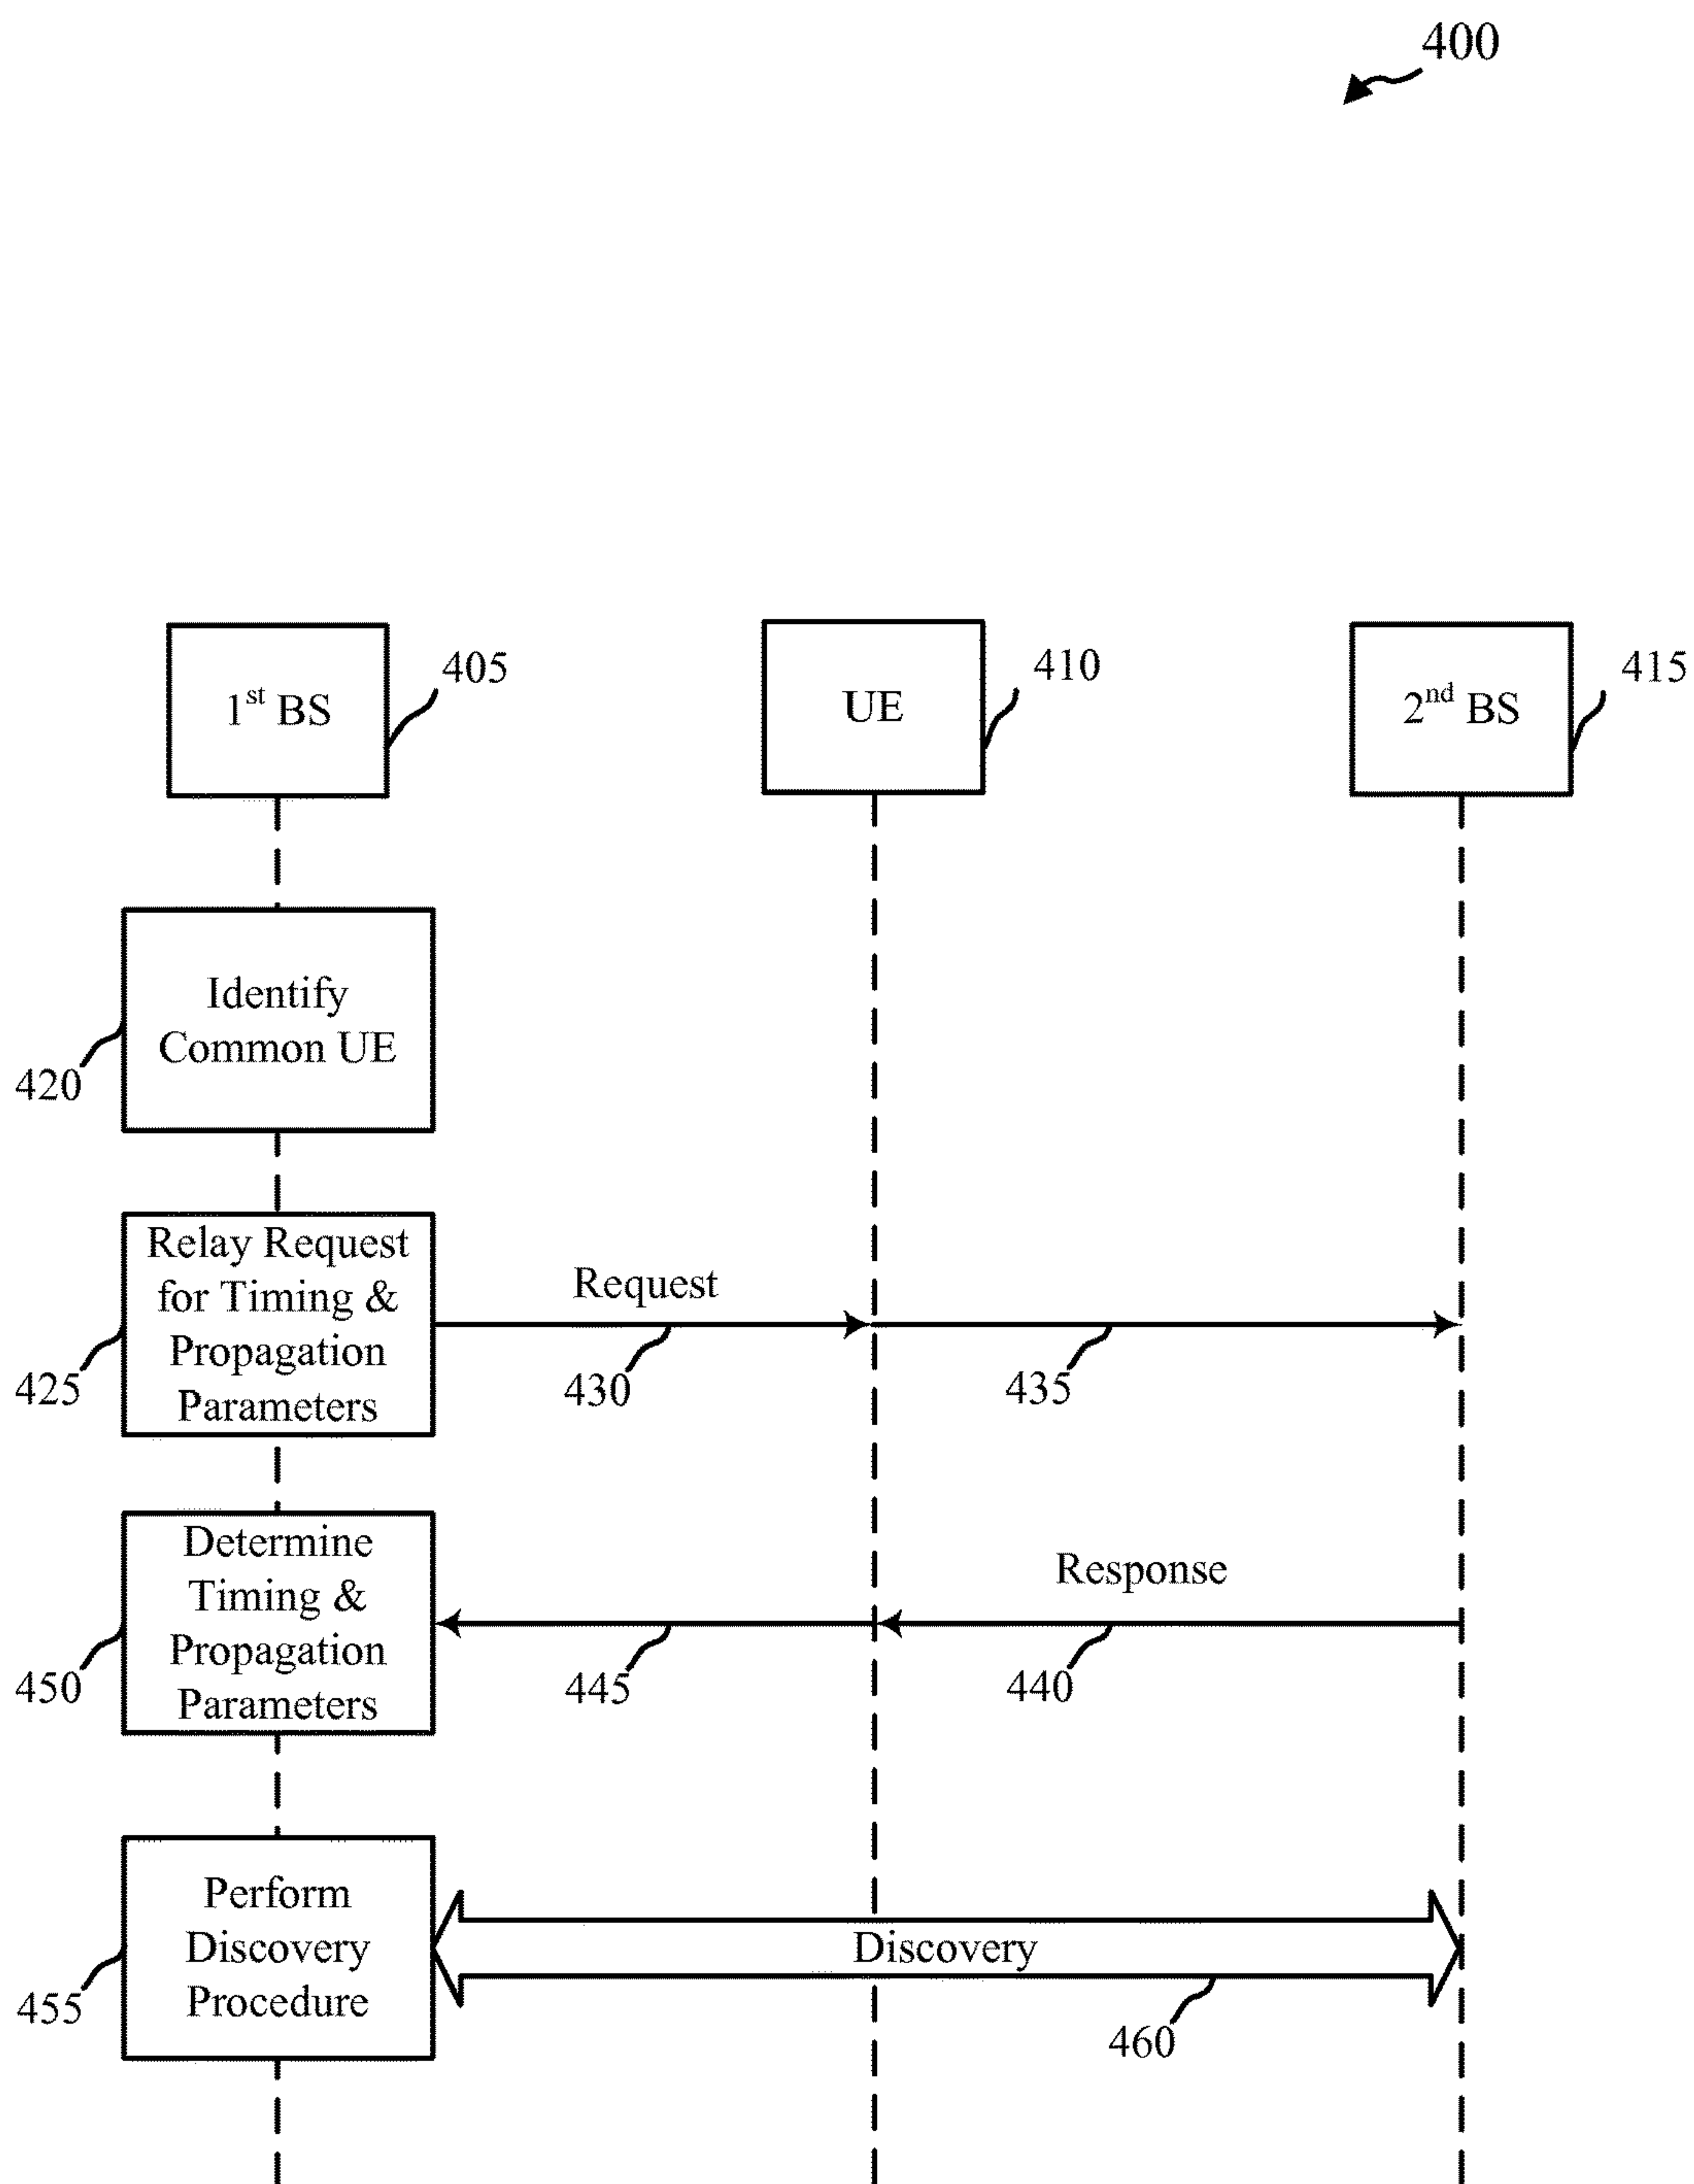 400
1st BS
405
UE
410
2nd BS
415
Identify
Common UE
420
Relay Request
for Timing &
Propagation
Parameters
425
Request
430
435
Determine
Timing &
Propagation
Parameters
450
Response
445
440
Perform
Discovery
Procedure
455
Discovery
460